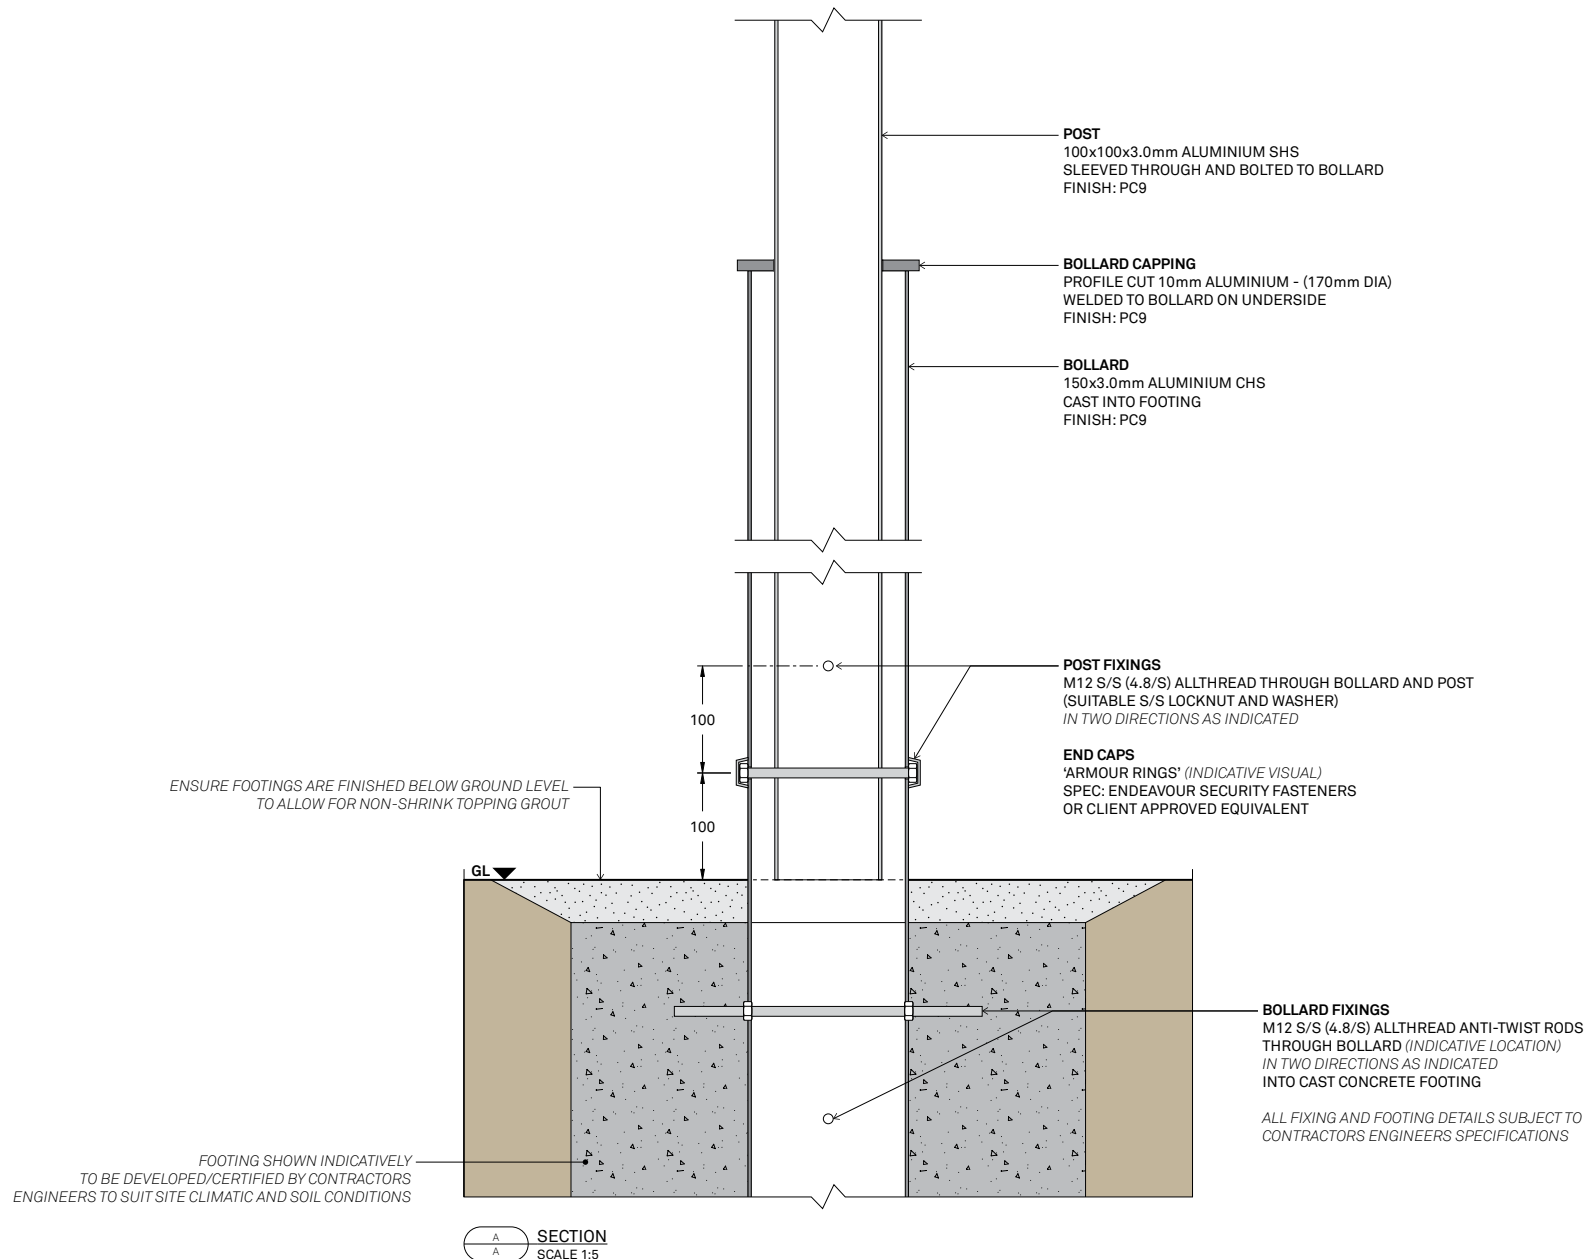 POST
100x100x3.0mm ALUMINIUM SHS
SLEEVED THROUGH AND BOLTED TO BOLLARD
FINISH: PC9
BOLLARD CAPPING
PROFILE CUT 10mm ALUMINIUM - (170mm DIA)
WELDED TO BOLLARD ON UNDERSIDE
FINISH: PC9
BOLLARD
150x3.0mm ALUMINIUM CHS
CAST INTO FOOTING
FINISH: PC9
POST FIXINGS
M12 S/S (4.8/S) ALLTHREAD THROUGH BOLLARD AND POST
(SUITABLE S/S LOCKNUT AND WASHER)
IN TWO DIRECTIONS AS INDICATED
100
END CAPS
'ARMOUR RINGS' (INDICATIVE VISUAL)
SPEC: ENDEAVOUR SECURITY FASTENERS
OR CLIENT APPROVED EQUIVALENT
ENSURE FOOTINGS ARE FINISHED BELOW GROUND LEVEL
TO ALLOW FOR NON-SHRINK TOPPING GROUT
100
GL
BOLLARD FIXINGS
M12 S/S (4.8/S) ALLTHREAD ANTI-TWIST RODS
THROUGH BOLLARD (INDICATIVE LOCATION)
IN TWO DIRECTIONS AS INDICATED
INTO CAST CONCRETE FOOTING
ALL FIXING AND FOOTING DETAILS SUBJECT TO
CONTRACTORS ENGINEERS SPECIFICATIONS
FOOTING SHOWN INDICATIVELY
TO BE DEVELOPED/CERTIFIED BY CONTRACTORS
ENGINEERS TO SUIT SITE CLIMATIC AND SOIL CONDITIONS
A
A
SECTION
SCALE 1:5